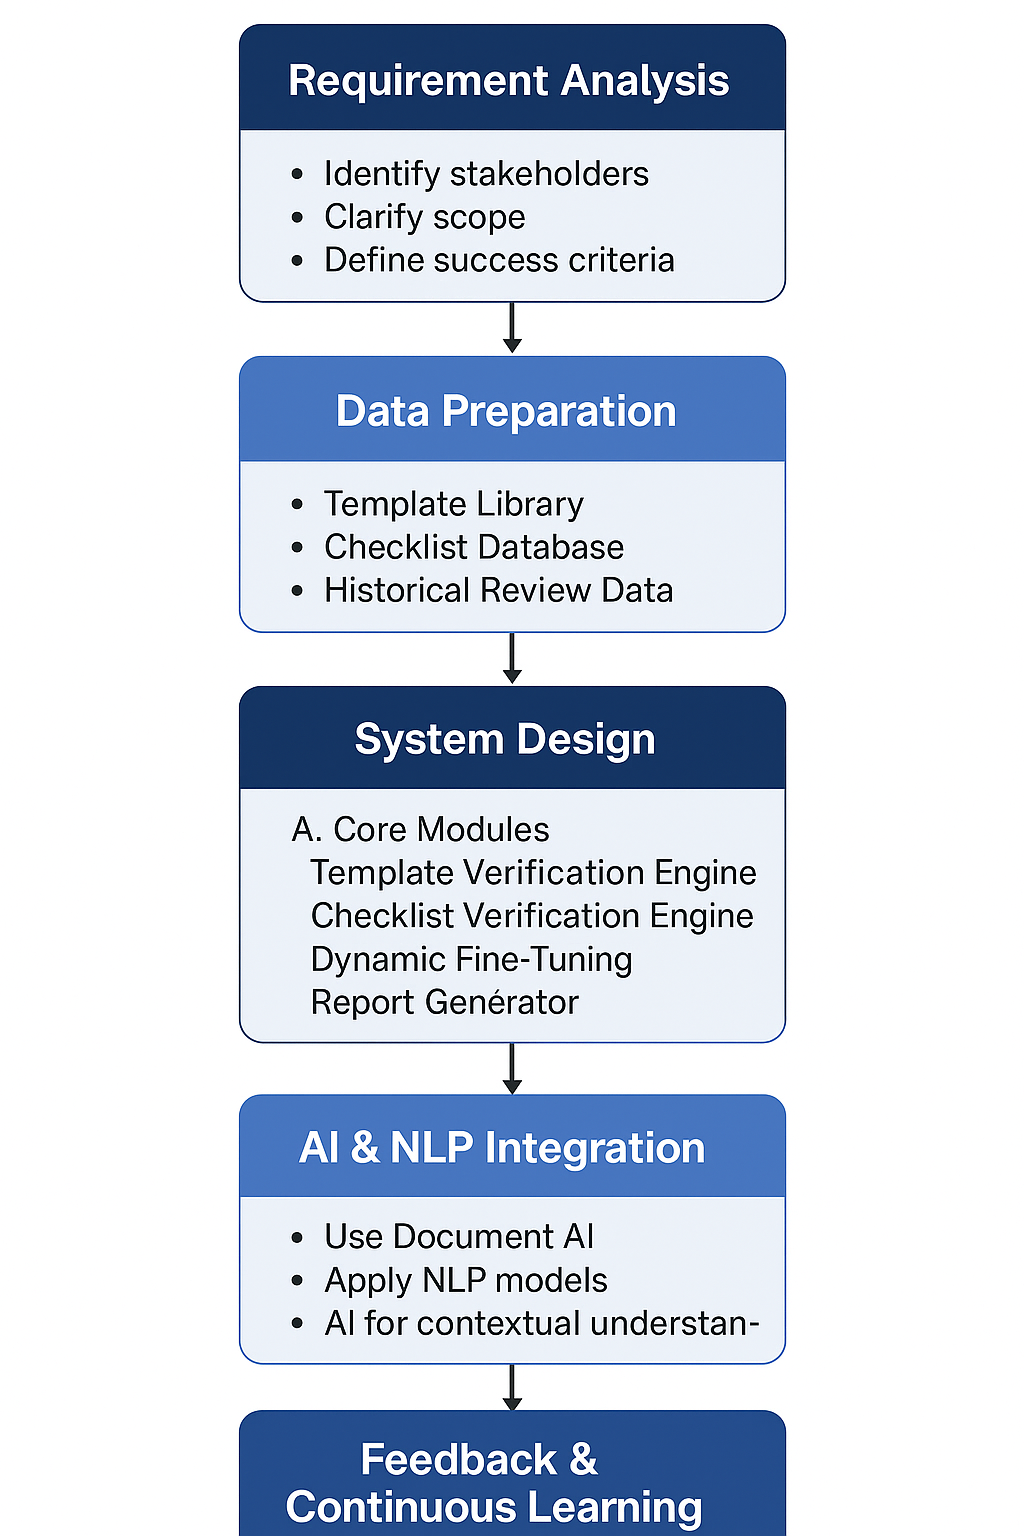 Requirement Analysis
• Identify stakeholders
• Clarify scope
• Define success criteria
Data Preparation
• Template Library
• Checklist Database
• Historical Review Data
System Design
A. Core Modules
Template Verification Engine
Checklist Verification Engine
Dynamic Fine-Tuning
Report Genérator
AI & NLP Integration
• Use Document AI
• Apply NLP models
• AI for contextual understan-
Feedback &
Continuous Learning